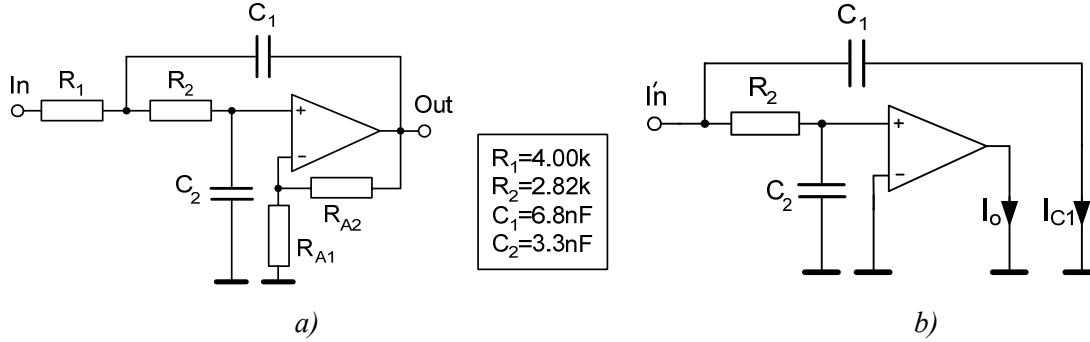 C1
In
R1
R2
+
Out
−
C2
RA2
RA1
a)
R1=4.00k
R2=2.82k
C1=6.8nF
C2=3.3nF
C1
I'n
R2
+
−
C2
Io
IC1
b)